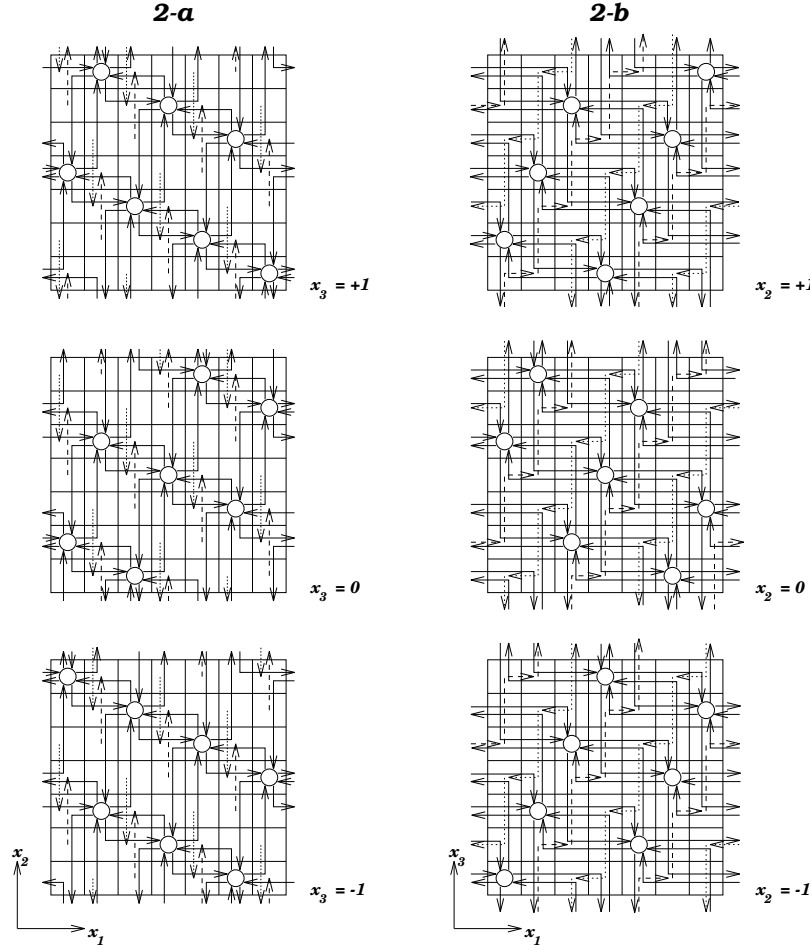 2-a 2-b
x3 = +1 x2 = +1
x3 = 0 x2 = 0
x3 = -1 x2 = -1
x2 x3
x1 x1